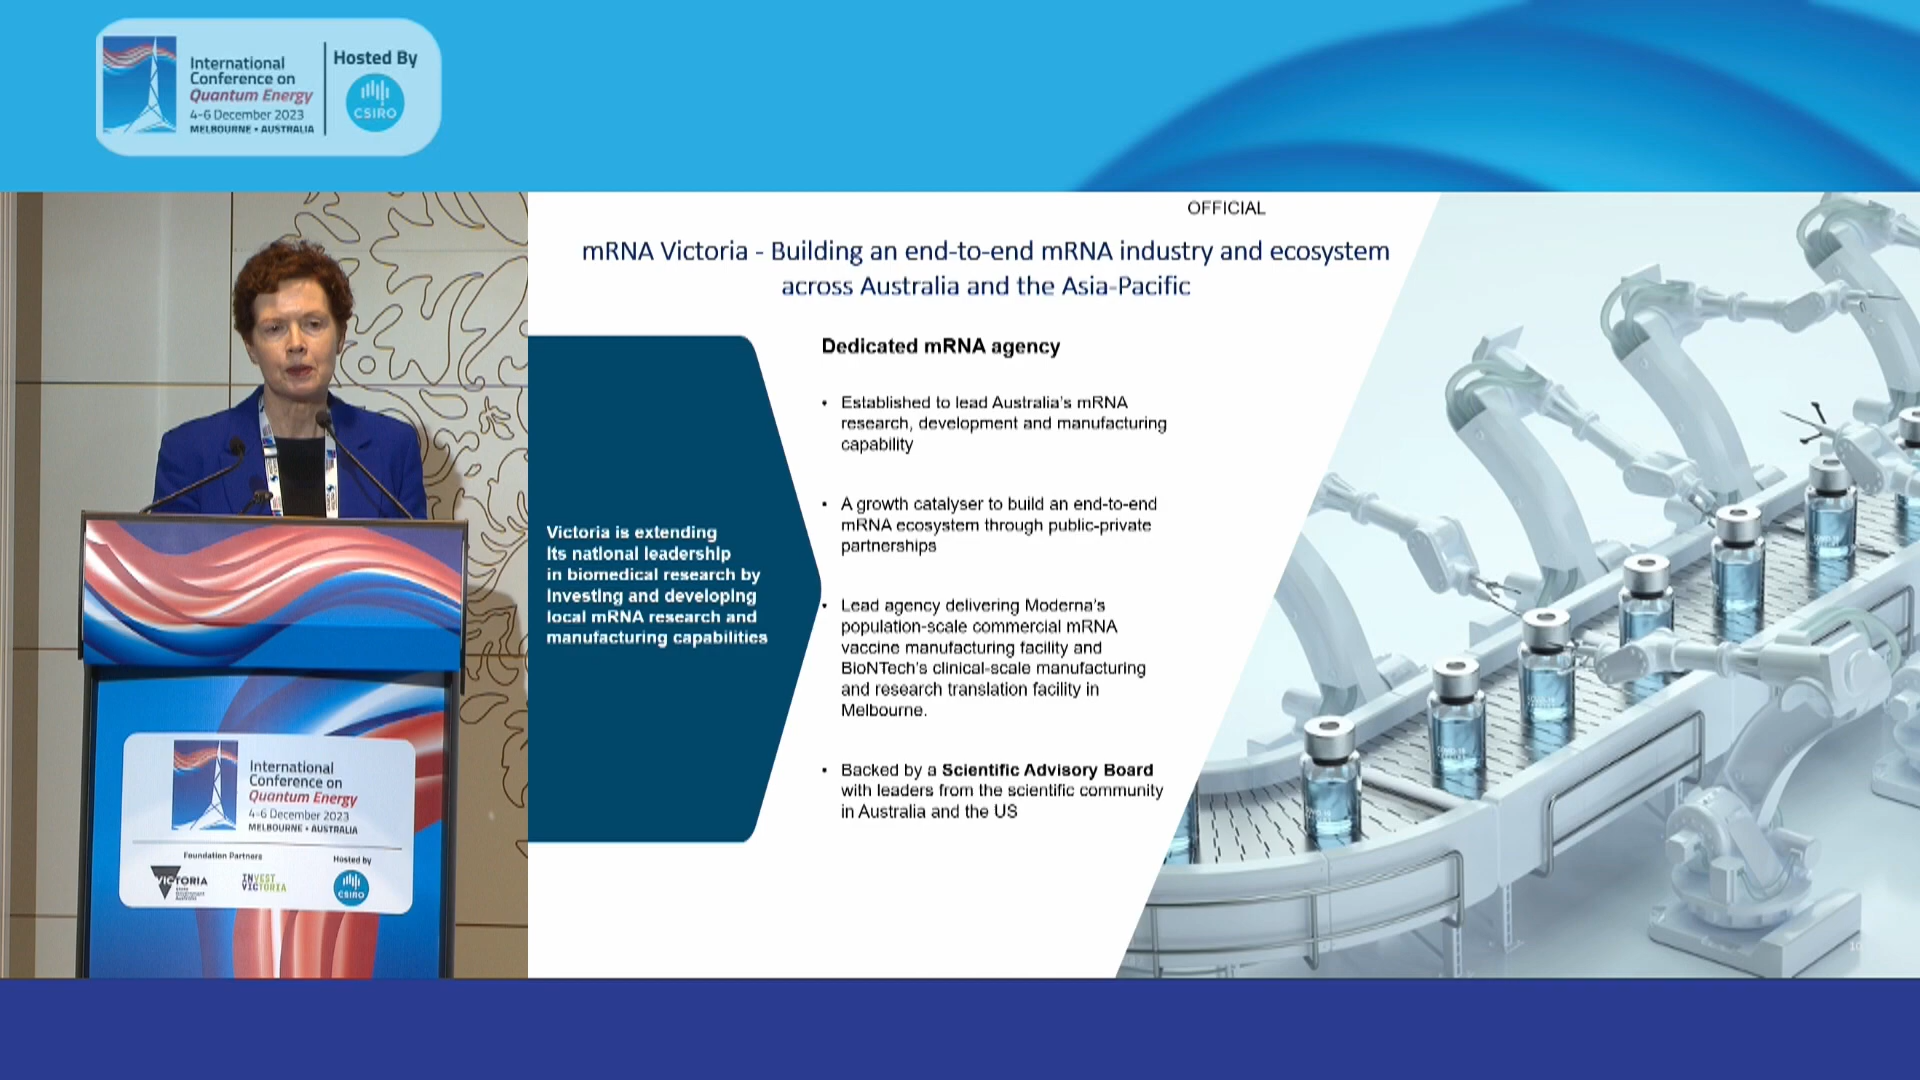 International
Conference on
Quantum Energy
4-6 December 2023
MELBOURNE • AUSTRALIA
Hosted By
CSIRO
OFFICIAL
mRNA Victoria - Building an end-to-end mRNA industry and ecosystem
across Australia and the Asia-Pacific
Victoria is extending
its national leadership
in biomedical research by
investing and developing
local mRNA research and
manufacturing capabilities
Dedicated mRNA agency
• Established to lead Australia's mRNA
research, development and manufacturing
capability
• A growth catalyser to build an end-to-end
mRNA ecosystem through public-private
partnerships
• Lead agency delivering Moderna's
population-scale commercial mRNA
vaccine manufacturing facility and
BioNTech's clinical-scale manufacturing
and research translation facility in
Melbourne.
• Backed by a Scientific Advisory Board
with leaders from the scientific community
in Australia and the US
10
International
Conference on
Quantum Energy
4-6 December 2023
MELBOURNE • AUSTRALIA
Foundation Partners
VICTORIA
INVEST
VICTORIA
Hosted by
CSIRO